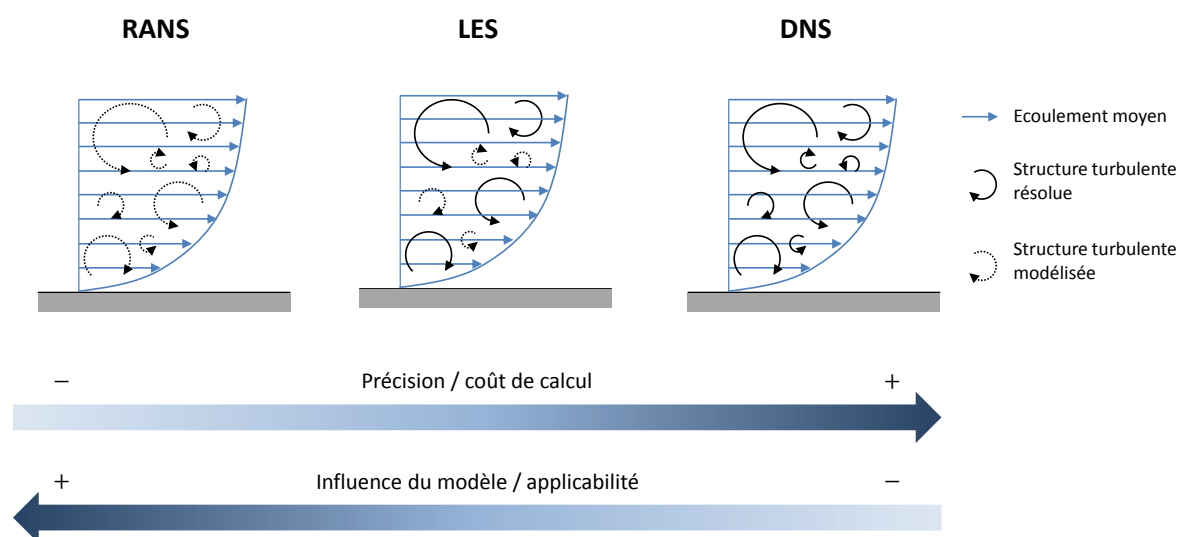 RANS
LES
DNS
Ecoulement moyen
Structure turbulente
résolue
Structure turbulente
modélisée
− Précision / coût de calcul +
+ Influence du modèle / applicabilité −